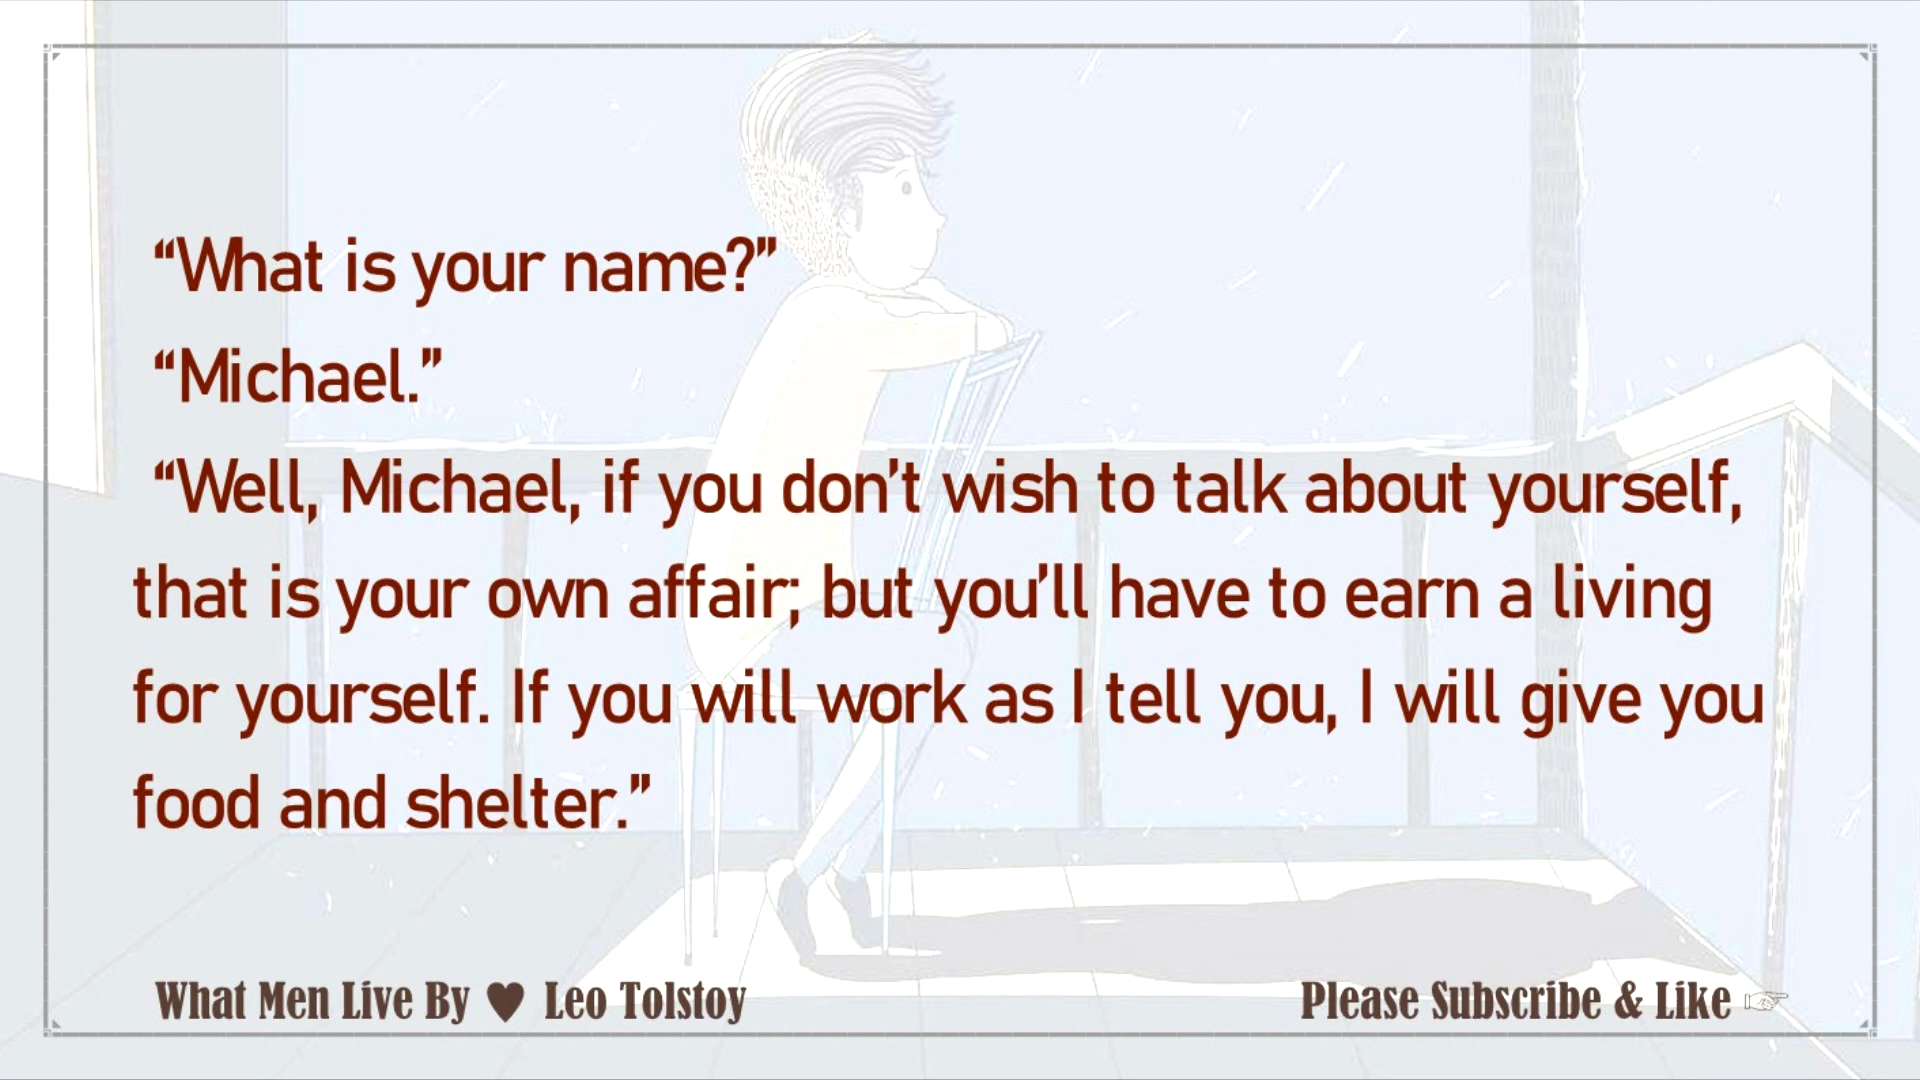 “What is your name?”
“Michael.”
“Well, Michael, if you don’t wish to talk about yourself,
that is your own affair; but you’ll have to earn a living
for yourself. If you will work as I tell you, I will give you
food and shelter.”
What Men Live By ♥ Leo Tolstoy
Please Subscribe & Like ☞